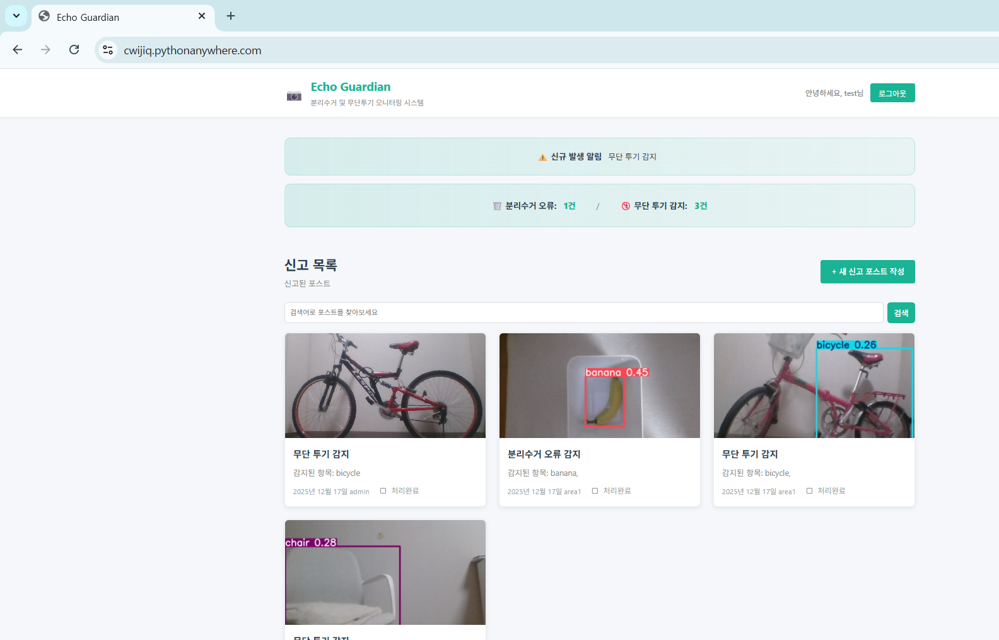 Echo Guardian
cwijiq.pythonanywhere.com
Echo Guardian
분리수거 및 무단투기 모니터링 시스템
안녕하세요, test님
로그아웃
신규 발생 알림 무단 투기 감지
분리수거 오류: 1건 / 무단 투기 감지: 3건
신고 목록
신고된 포스트
+ 새 신고 포스트 작성
검색어로 포스트를 찾아보세요
검색
무단 투기 감지
감지된 항목: bicycle
2025년 12월 17일 admin 처리완료
banana 0.45
분리수거 오류 감지
감지된 항목: banana,
2025년 12월 17일 area1 처리완료
bicycle 0.26
무단 투기 감지
감지된 항목: bicycle,
2025년 12월 17일 area1 처리완료
chair 0.28
무단 투기 감지